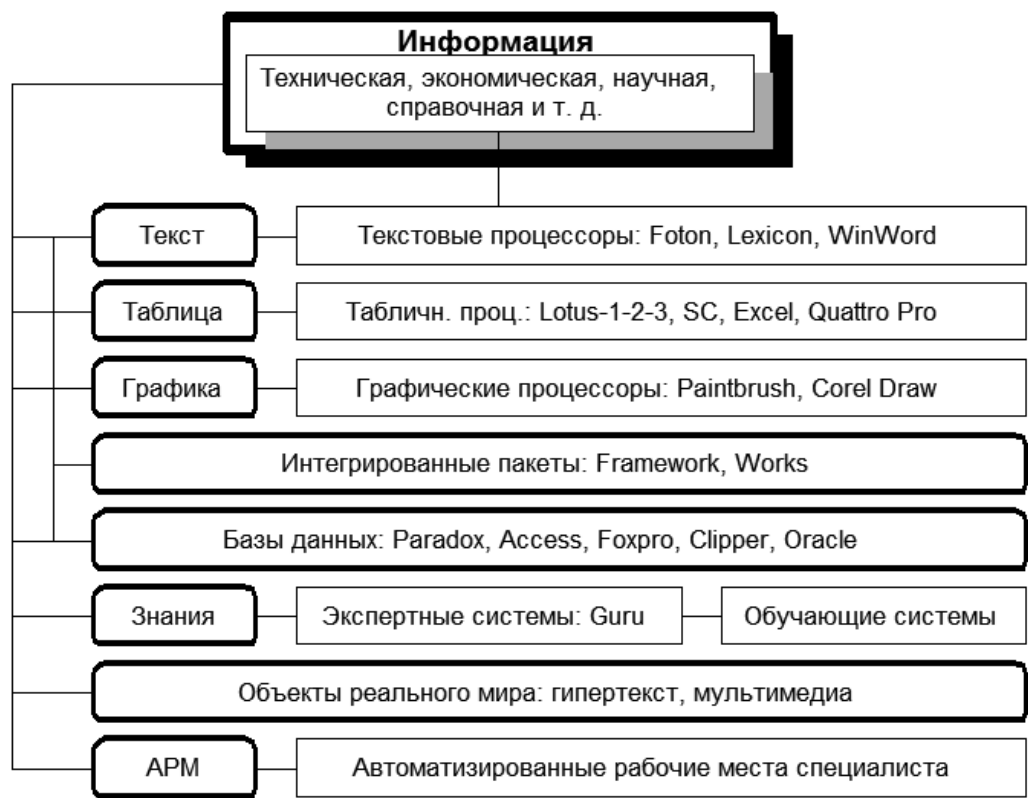 Информация
Техническая, экономическая, научная,
справочная и т. д.
Текст
Текстовые процессоры: Foton, Lexicon, WinWord
Таблица
Табличн. проц.: Lotus-1-2-3, SC, Excel, Quattro Pro
Графика
Графические процессоры: Paintbrush, Corel Draw
Интегрированные пакеты: Framework, Works
Базы данных: Paradox, Access, Foxpro, Clipper, Oracle
Знания
Экспертные системы: Guru
Обучающие системы
Объекты реального мира: гипертекст, мультимедиа
АРМ
Автоматизированные рабочие места специалиста